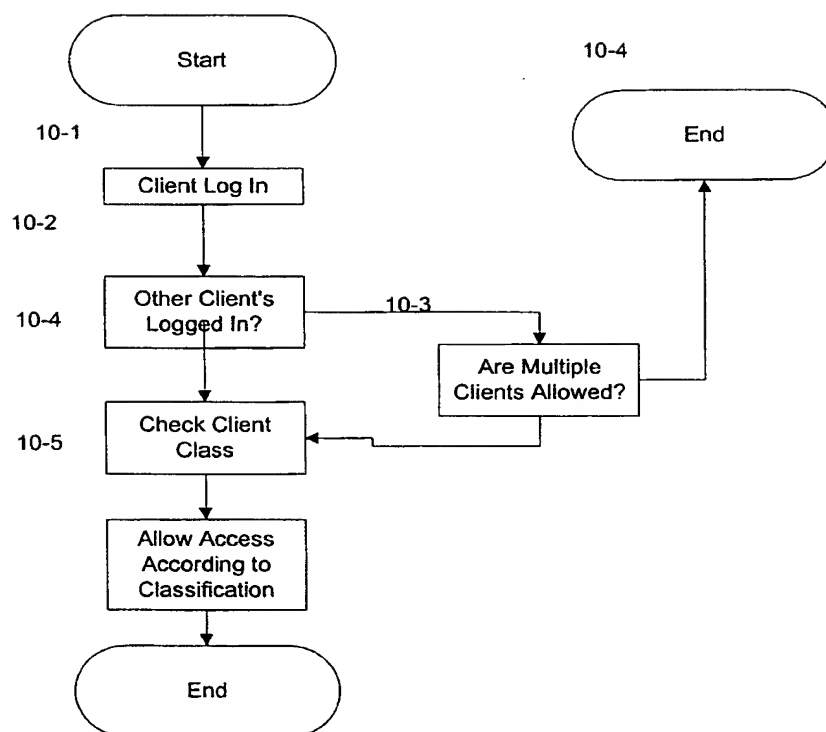 Start
10-4
End
10-1
Client Log In
10-2
Other Client's
Logged In?
10-3
10-4
Are Multiple
Clients Allowed?
Check Client
Class
10-5
Allow Access
According to
Classification
End